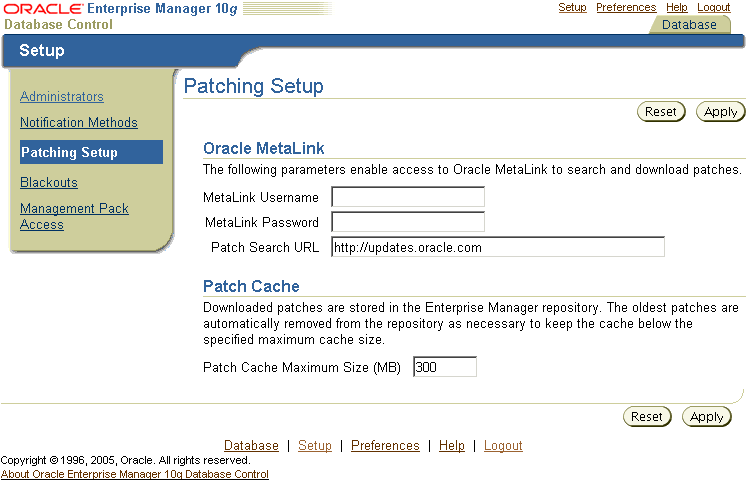 ORACLE Enterprise Manager 10g
Database Control
Setup Preferences Help Logout
Database
Setup
Administrators
Notification Methods
Patching Setup
Blackouts
Management Pack
Access
Patching Setup
Reset Apply
Oracle MetaLink
The following parameters enable access to Oracle MetaLink to search and download patches.
MetaLink Username
MetaLink Password
Patch Search URL http://updates.oracle.com
Patch Cache
Downloaded patches are stored in the Enterprise Manager repository. The oldest patches are
automatically removed from the repository as necessary to keep the cache below the
specified maximum cache size.
Patch Cache Maximum Size (MB) 300
Reset Apply
Database | Setup | Preferences | Help | Logout
Copyright © 1996, 2005, Oracle. All rights reserved.
About Oracle Enterprise Manager 10g Database Control